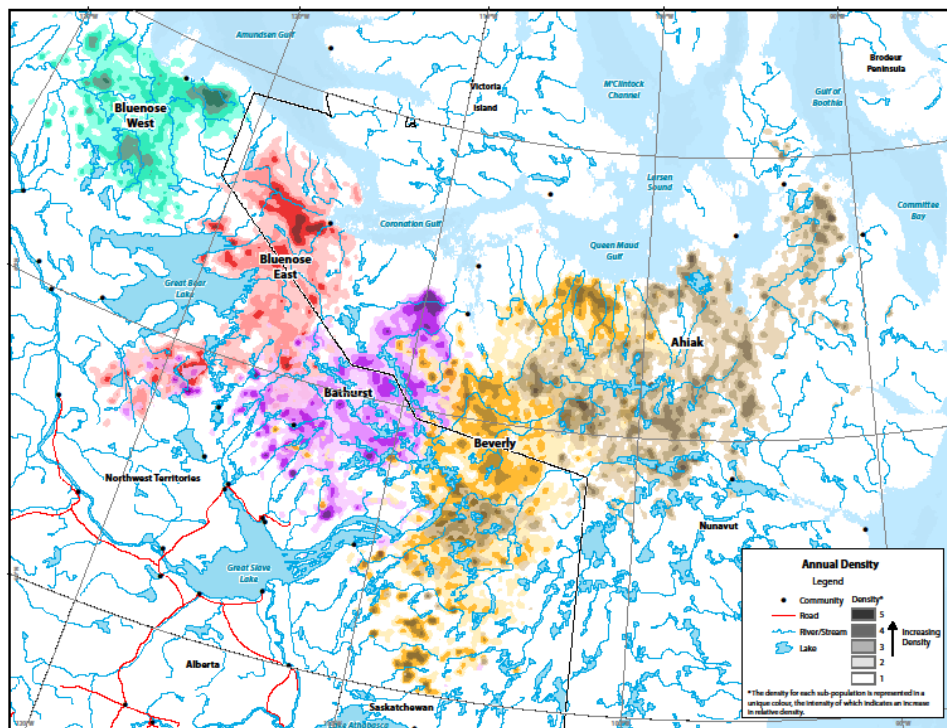 Amundsen Gulf
Victoria
Island
M'Clintock
Channel
Brodeur
Peninsula
Gulf of
Boothia
Bluenose
West
Larsen
Sound
Committee
Bay
Coronation Gulf
Queen Maud
Gulf
Bluenose
East
Great Bear
Lake
Ahiak
Bathurst
Beverly
Northwest Territories
Nunavut
Great Slave
Lake
Alberta
Saskatchewan
Lake Athabasca
Annual Density
Legend
Community
Road
River/Stream
Lake
Density*
5
4
3
2
1
Increasing
Density
*The density for each sub-population is represented in a
unique colour, the intensity of which indicates an increase
in relative density.